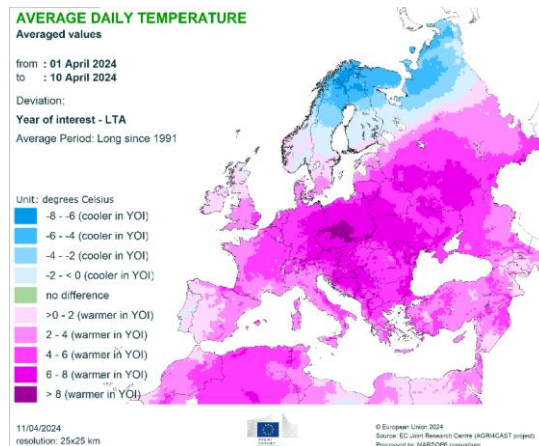 AVERAGE DAILY TEMPERATURE
Averaged values
from : 01 April 2024
to : 10 April 2024
Deviation:
Year of interest - LTA
Average Period: Long since 1991
Unit: degrees Celsius
-8 - -6 (cooler in YOI)
-6 - -4 (cooler in YOI)
-4 - -2 (cooler in YOI)
-2 - < 0 (cooler in YOI)
no difference
>0 - 2 (warmer in YOI)
2 - 4 (warmer in YOI)
4 - 6 (warmer in YOI)
6 - 8 (warmer in YOI)
> 8 (warmer in YOI)
11/04/2024
resolution: 25x25 km
© European Union 2024
Source: EC Joint Research Centre (AGRI4CAST project)
Processed by: MARSOP6 consortium